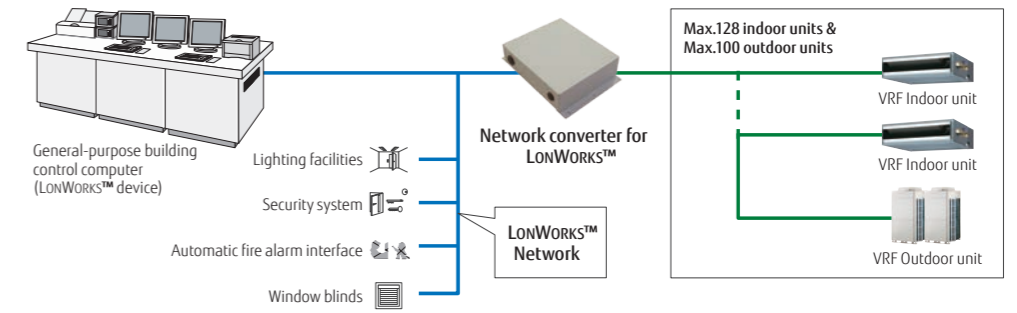 Max.128 indoor units &
Max.100 outdoor units
VRF Indoor unit
Network converter for
LONWORKS™
VRF Indoor unit
General-purpose building
control computer
(LONWORKS™ device)
Lighting facilities
Security system
LONWORKS™
Network
Automatic fire alarm interface
VRF Outdoor unit
Window blinds